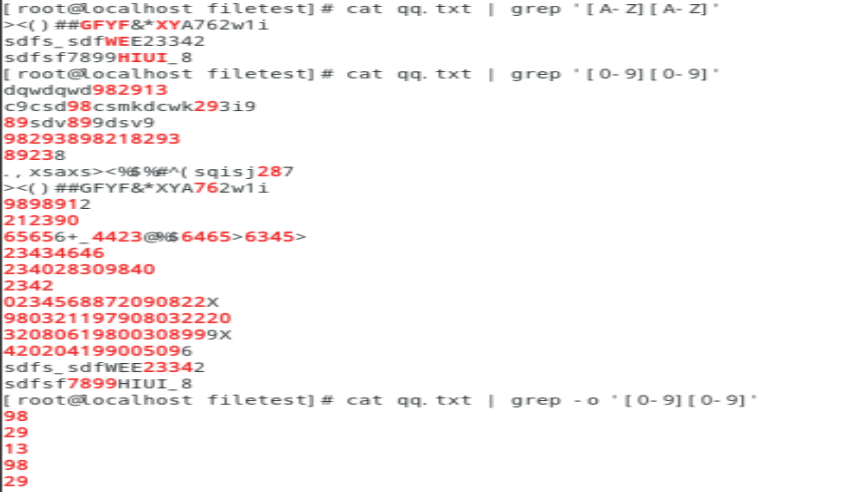 [root@localhost filetest]# cat qq.txt | grep '[A-Z][A-Z]'
><()##GFYF&*XYA762w1i
sdfs_sdfWEE23342
sdfsf7899HIUI_8
[root@localhost filetest]# cat qq.txt | grep '[0-9][0-9]'
dqwdqwd982913
c9csd98csmkdcwk293i9
89sdv899dsv9
98293898218293
89238
.,xsaxs><%$%#^(sqisj287
><()##GFYF&*XYA762w1i
9898912
212390
65656+_4423@%$6465>6345>
23434646
234028309840
2342
02345688720908​22X
980321197908032220
32080619800308999X
420204199005096
sdfs_sdfWEE23342
sdfsf7899HIUI_8
[root@localhost filetest]# cat qq.txt | grep -o '[0-9][0-9]'
98
29
13
98
29